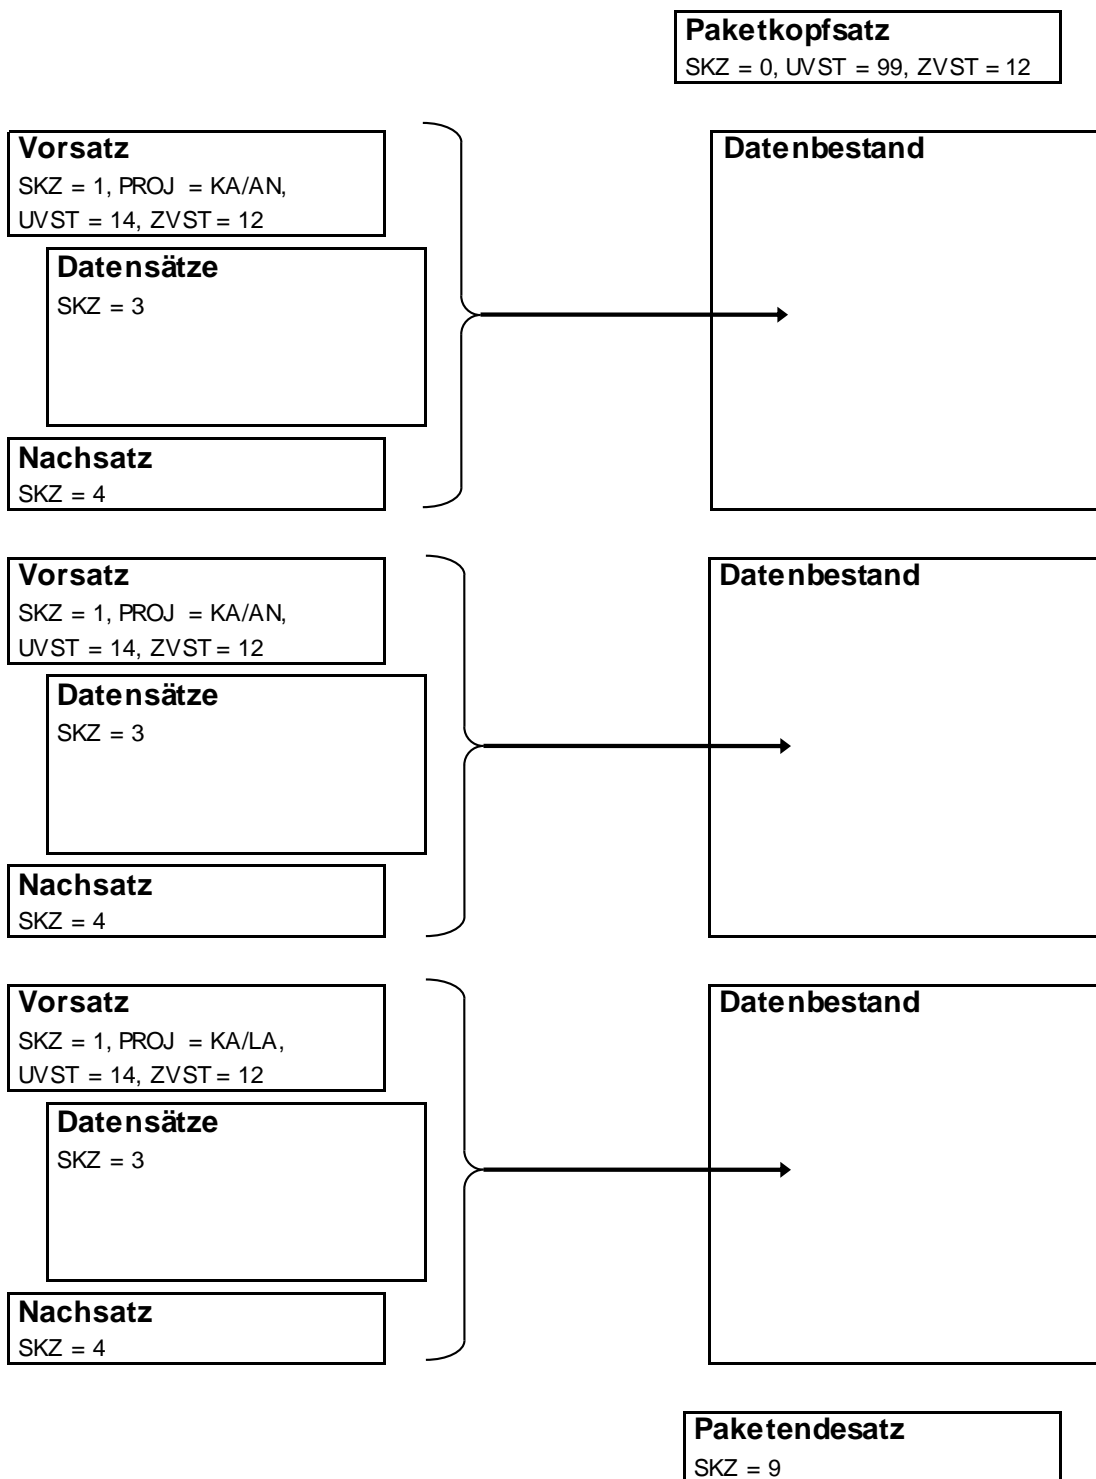 Paketkopfsatz
SKZ = 0, UVST = 99, ZVST = 12
Vorsatz
SKZ = 1, PROJ = KA/AN,
UVST = 14, ZVST = 12
Datensätze
SKZ = 3
Nachsatz
SKZ = 4
Datenbestand
Vorsatz
SKZ = 1, PROJ = KA/AN,
UVST = 14, ZVST = 12
Datensätze
SKZ = 3
Nachsatz
SKZ = 4
Datenbestand
Vorsatz
SKZ = 1, PROJ = KA/LA,
UVST = 14, ZVST = 12
Datensätze
SKZ = 3
Nachsatz
SKZ = 4
Datenbestand
Paketendesatz
SKZ = 9